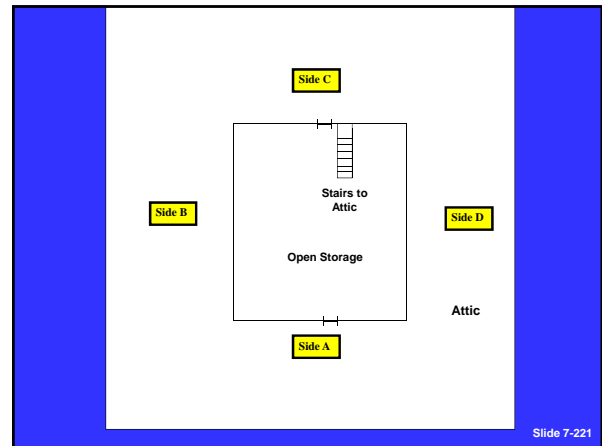 Side C
Stairs to
Attic
Side B
Side D
Open Storage
Attic
Side A
Slide 7-221